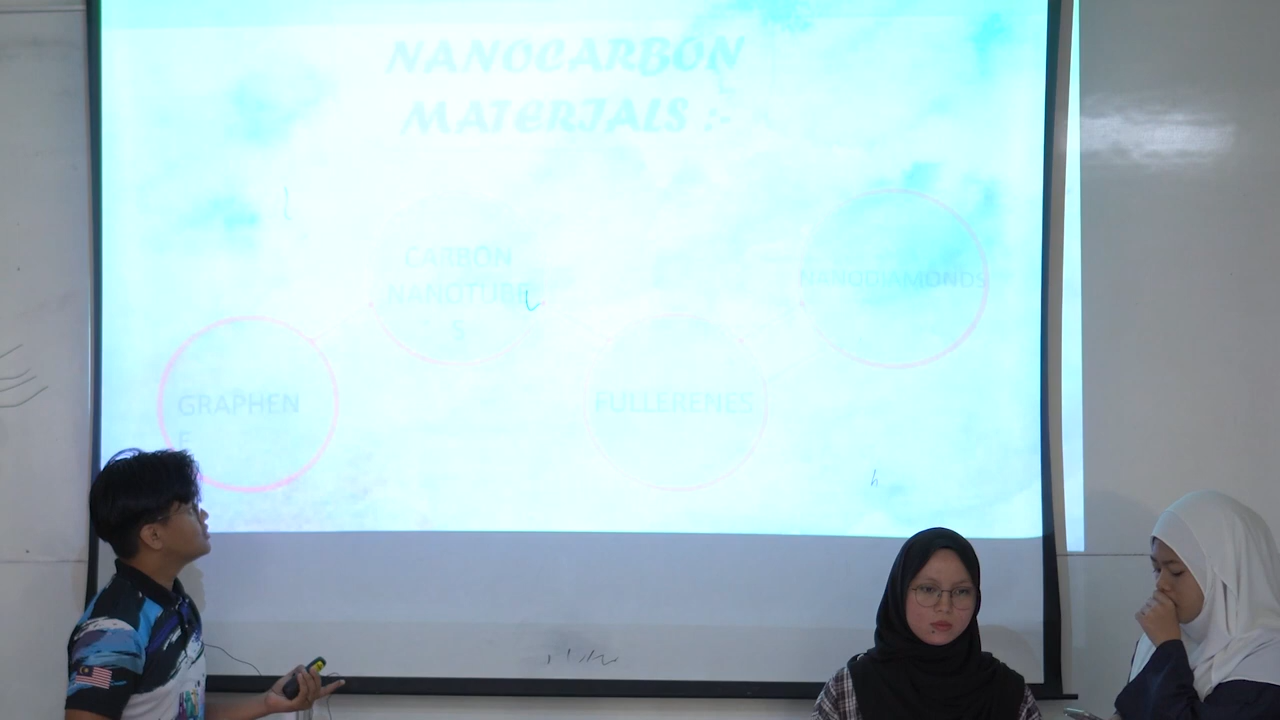 NANOCARBON
MATERIALS :-
CARBON
NANOTUBE
S
NANODIAMONDS
GRAPHEN
E
FULLERENES